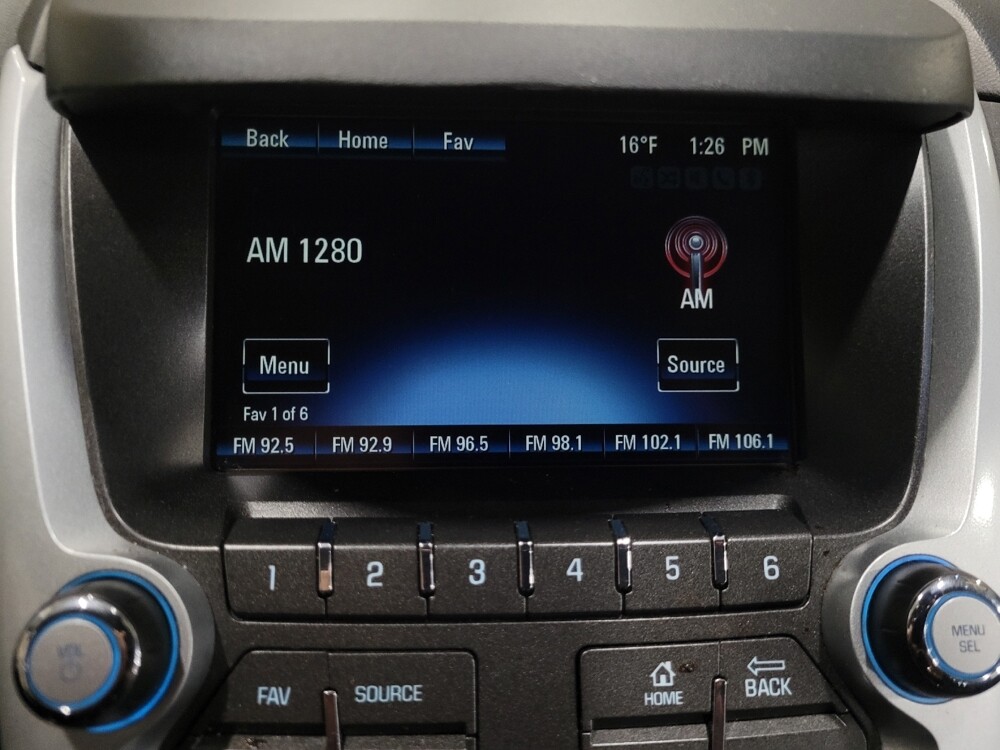 Back Home Fav 16°F 1:26 PM
AM 1280
AM
Menu Source
Fav 1 of 6
FM 92.5 FM 92.9 FM 96.5 FM 98.1 FM 102.1 FM 106.1
1 2 3 4 5 6
MENU
SEL
FAV SOURCE HOME BACK